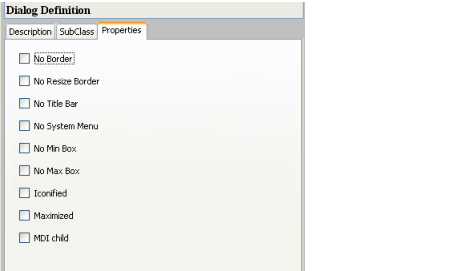 Dialog Definition
Description SubClass Properties
No Border
No Resize Border
No Title Bar
No System Menu
No Min Box
No Max Box
Iconified
Maximized
MDI child